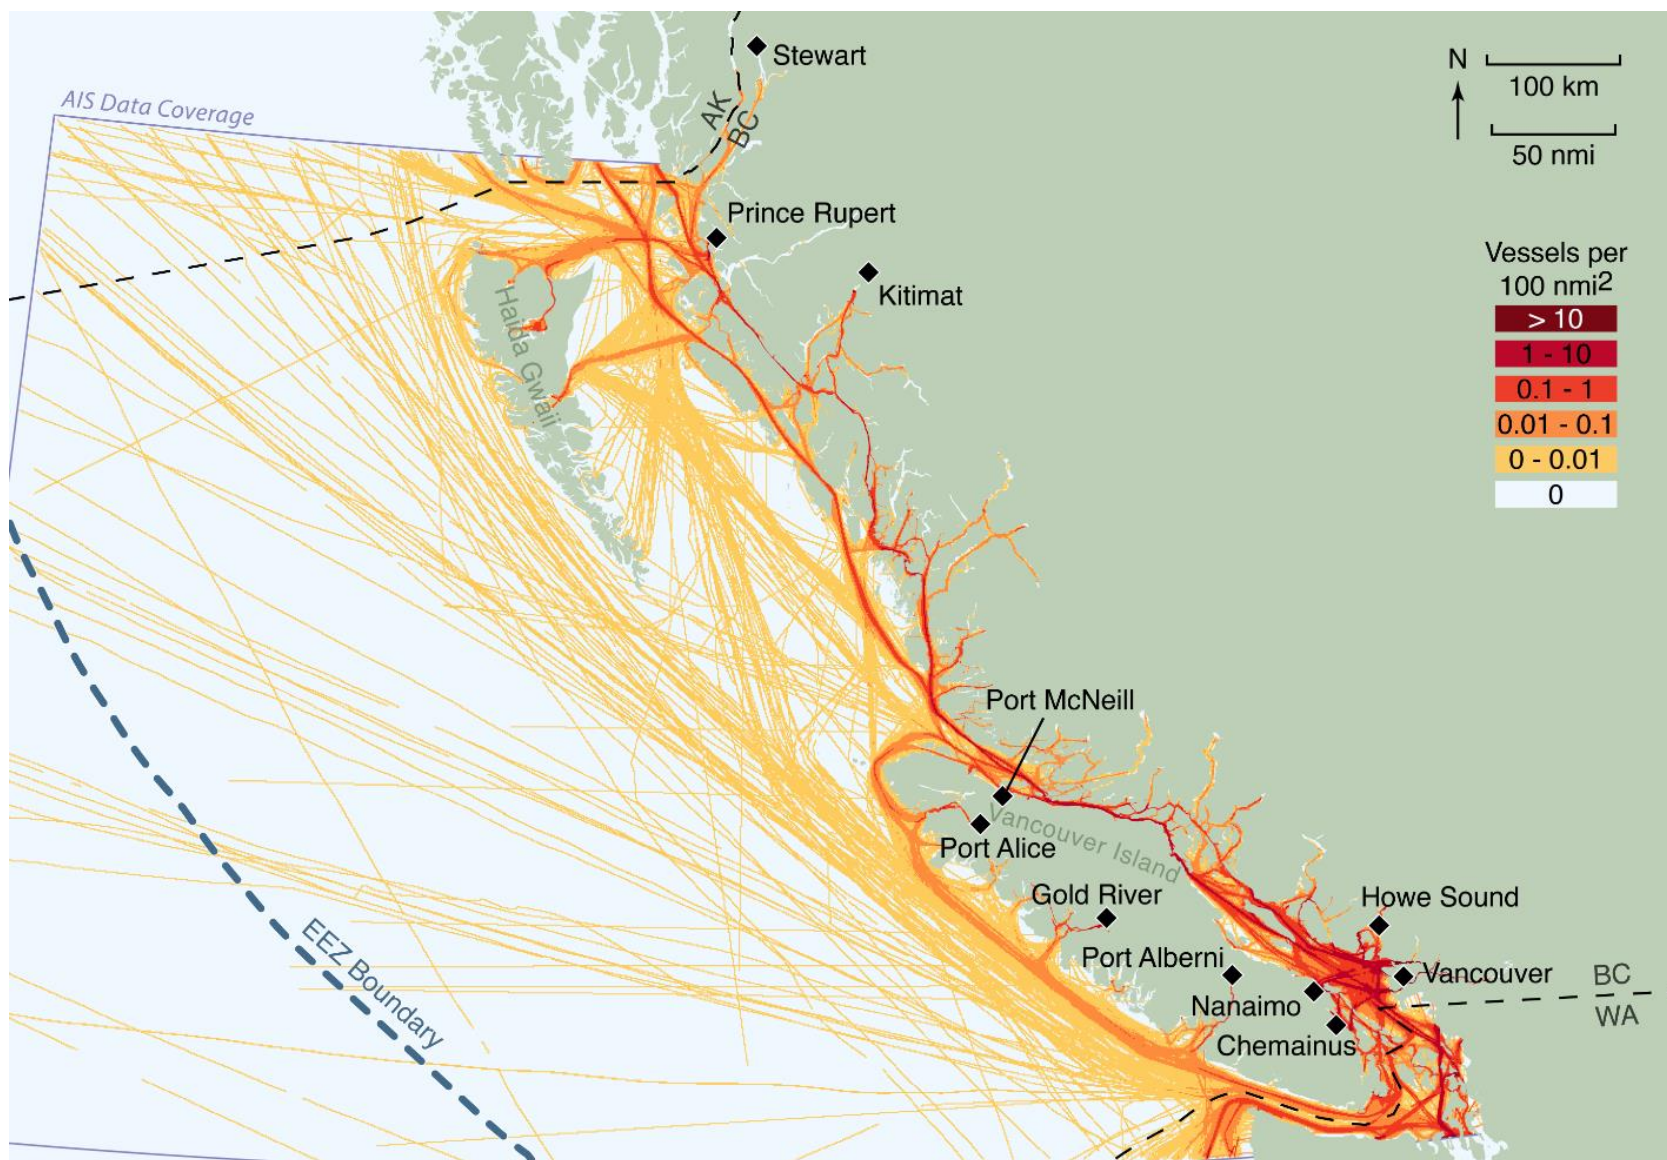 Stewart
N
100 km
50 nmi
AIS Data Coverage
AK
BC
Prince Rupert
Kitimat
Haida Gwaii
Vessels per
100 nmi2
> 10
1 - 10
0.1 - 1
0.01 - 0.1
0 - 0.01
0
Port McNeill
Vancouver Island
Port Alice
Gold River
Howe Sound
EEZ Boundary
Port Alberni
Vancouver
BC
Nanaimo
WA
Chemainus